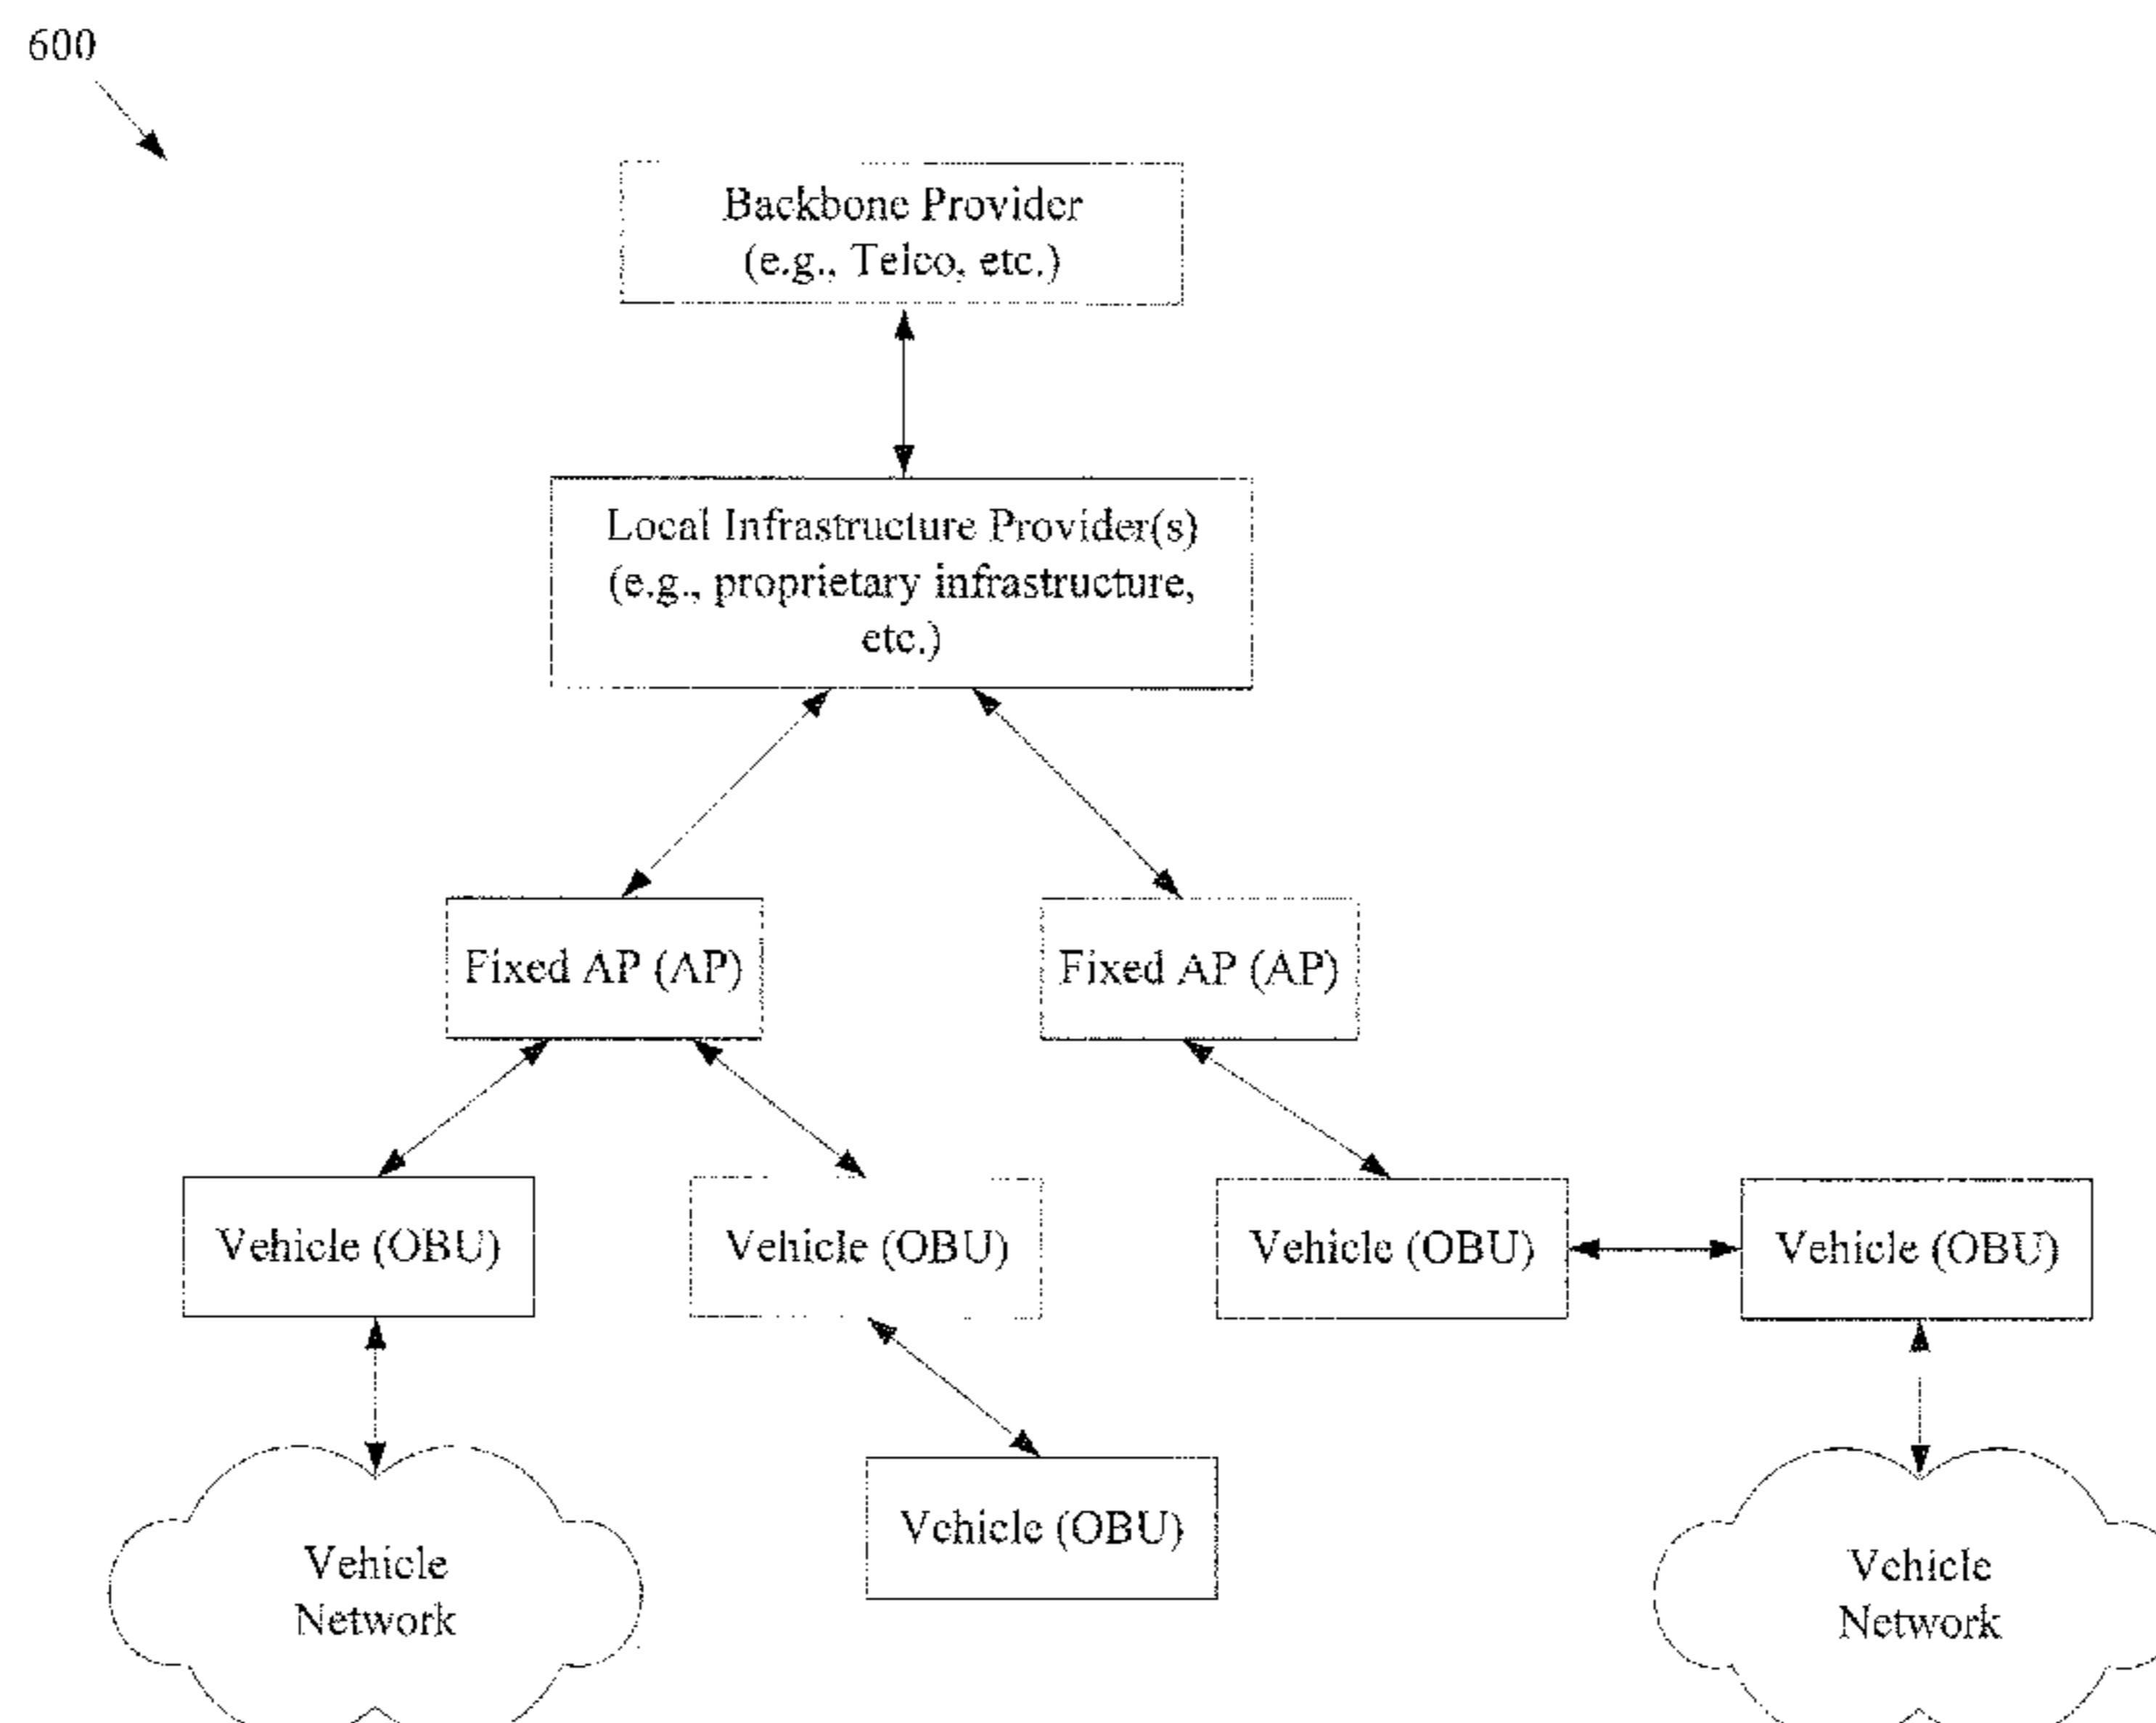 600
Backbone Provider
(e.g., Telco, etc.)
Local Infrastructure Provider(s)
(e.g., proprietary infrastructure,
etc.)
Fixed AP (AP)
Fixed AP (AP)
Vehicle (OBU)
Vehicle (OBU)
Vehicle (OBU)
Vehicle (OBU)
Vehicle (OBU)
Vehicle
Network
Vehicle
Network